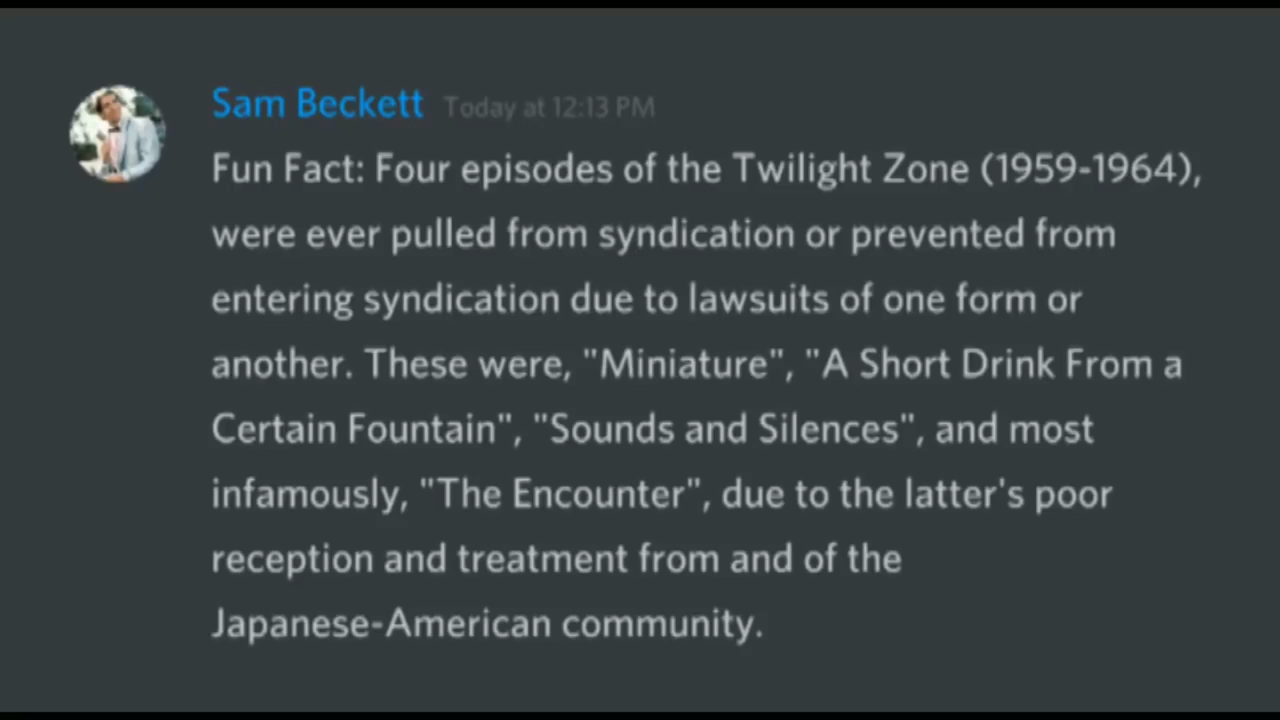 Sam Beckett Today at 12:13 PM
Fun Fact: Four episodes of the Twilight Zone (1959-1964),
were ever pulled from syndication or prevented from
entering syndication due to lawsuits of one form or
another. These were, "Miniature", "A Short Drink From a
Certain Fountain", "Sounds and Silences", and most
infamously, "The Encounter", due to the latter's poor
reception and treatment from and of the
Japanese-American community.